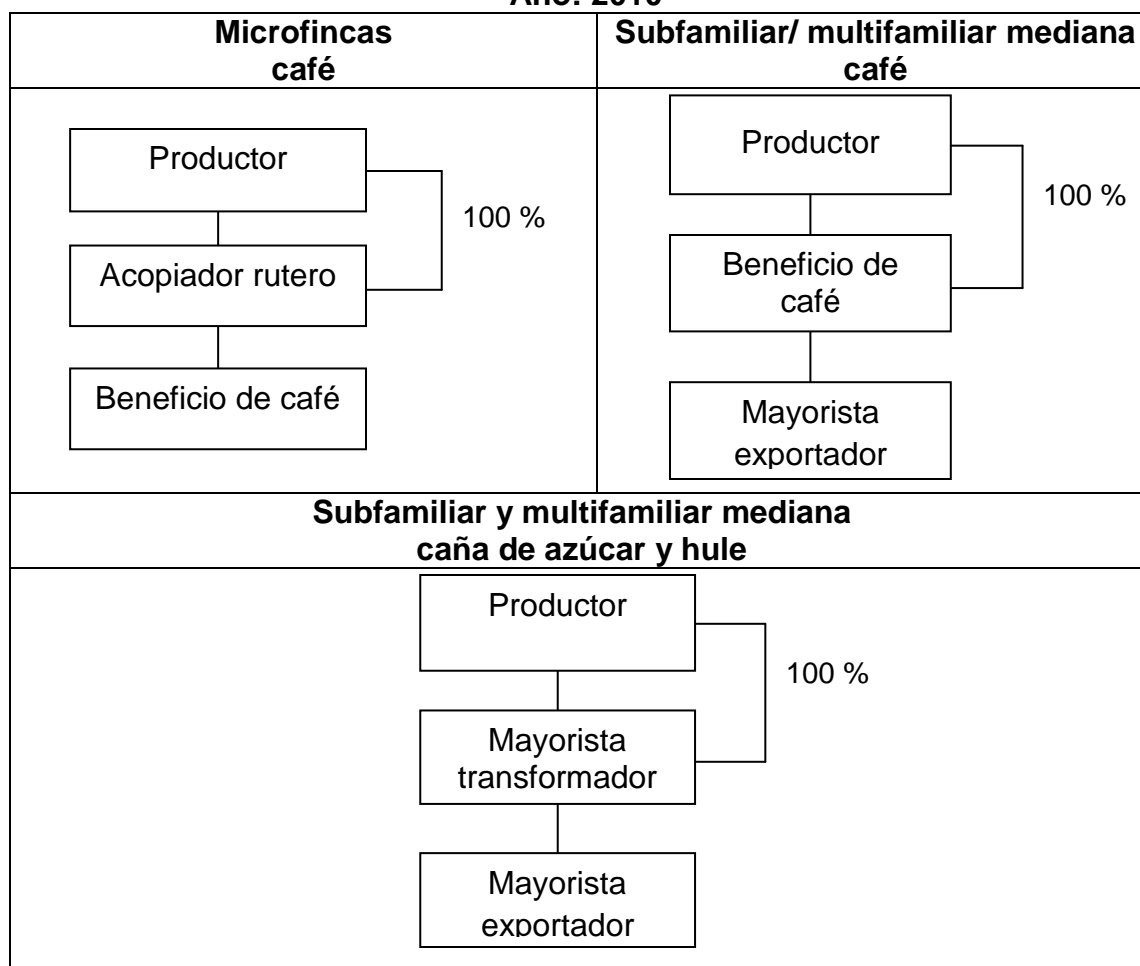 Año:
Microfincas
café
Subfamiliar/ multifamiliar mediana
café
Productor
100 %
Acopiador rutero
Beneficio de café
Productor
100 %
Beneficio de
café
Mayorista
exportador
Subfamiliar y multifamiliar mediana
caña de azúcar y hule
Productor
100 %
Mayorista
transformador
Mayorista
exportador